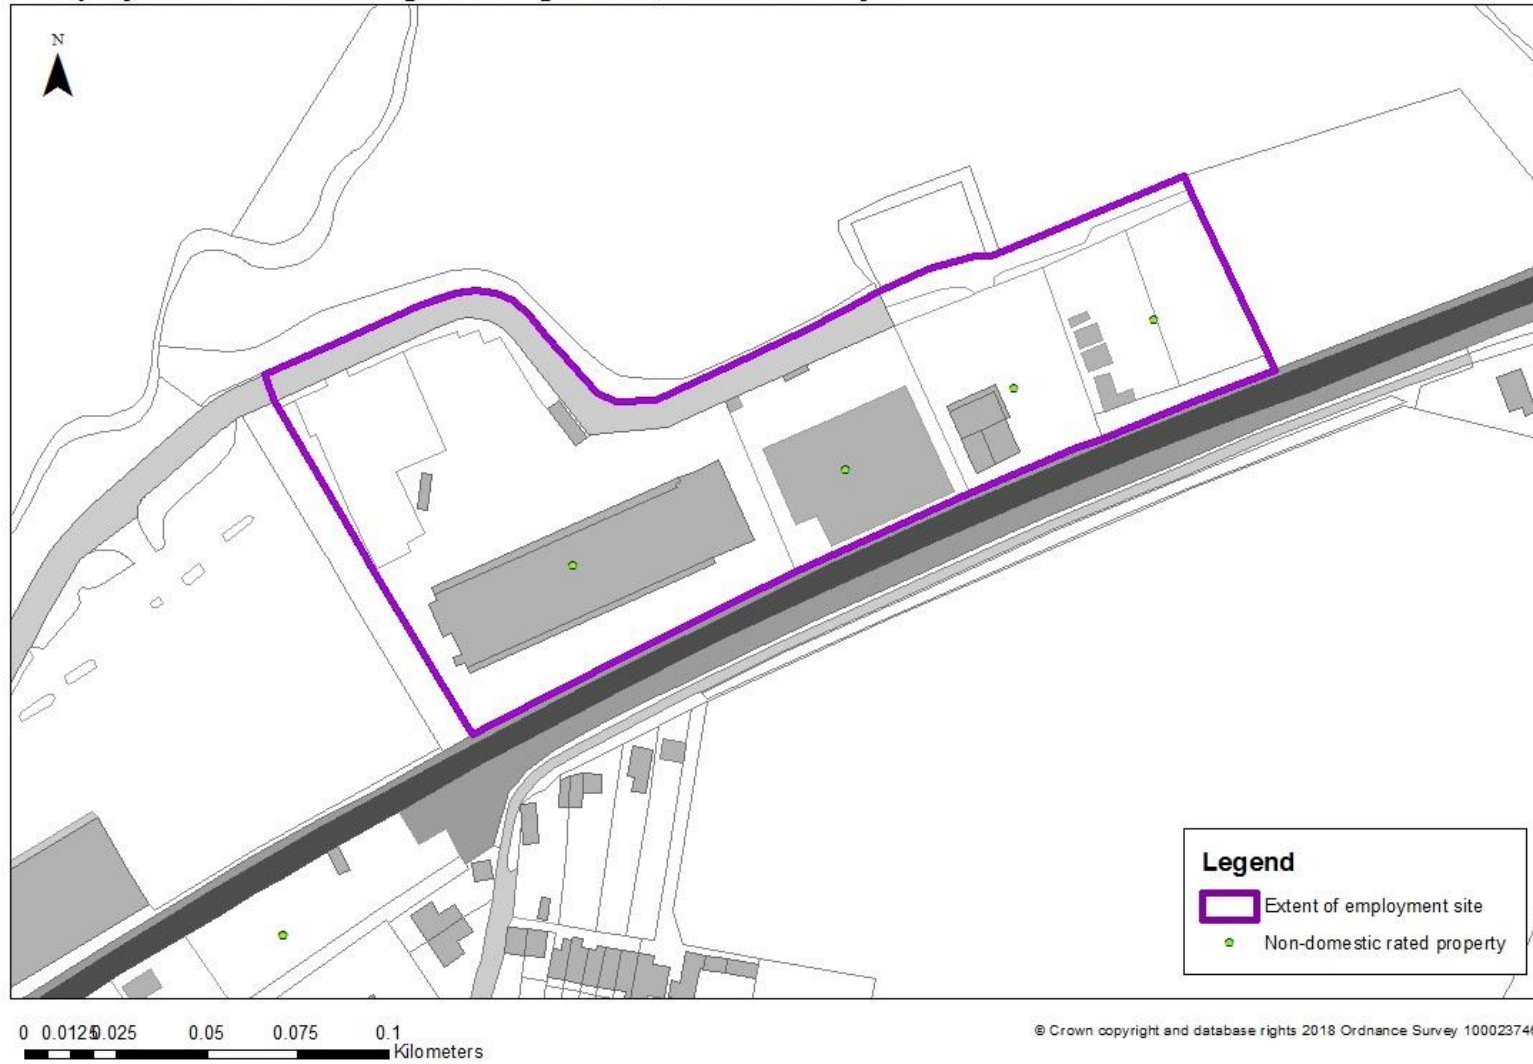 N
Legend
Extent of employment site
Non-domestic rated property
0 0.0125 0.025 0.05 0.075 0.1
Kilometers
© Crown copyright and database rights 2018 Ordnance Survey 100023746